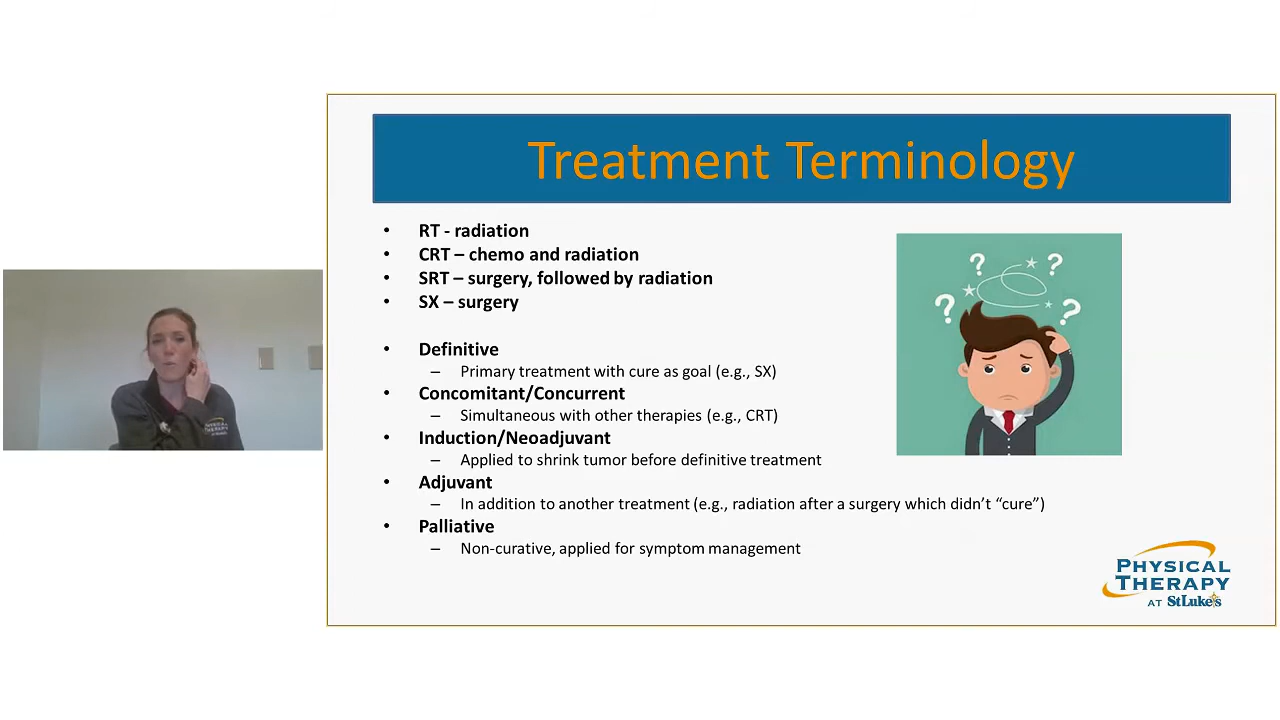 Treatment Terminology
• RT - radiation
• CRT – chemo and radiation
• SRT – surgery, followed by radiation
• SX – surgery
• Definitive
– Primary treatment with cure as goal (e.g., SX)
• Concomitant/Concurrent
– Simultaneous with other therapies (e.g., CRT)
• Induction/Neoadjuvant
– Applied to shrink tumor before definitive treatment
• Adjuvant
– In addition to another treatment (e.g., radiation after a surgery which didn’t “cure”)
• Palliative
– Non-curative, applied for symptom management
? ?
? ?
PHYSICAL
THERAPY
AT StLuke's